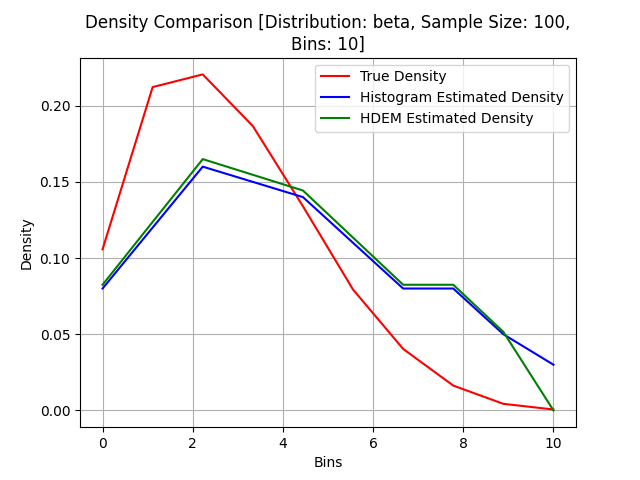 Density Comparison [Distribution: beta, Sample Size: 100,
Bins: 10]
True Density
Histogram Estimated Density
HDEM Estimated Density
Density
0.20
0.15
0.10
0.05
0.00
0 2 4 6 8 10
Bins